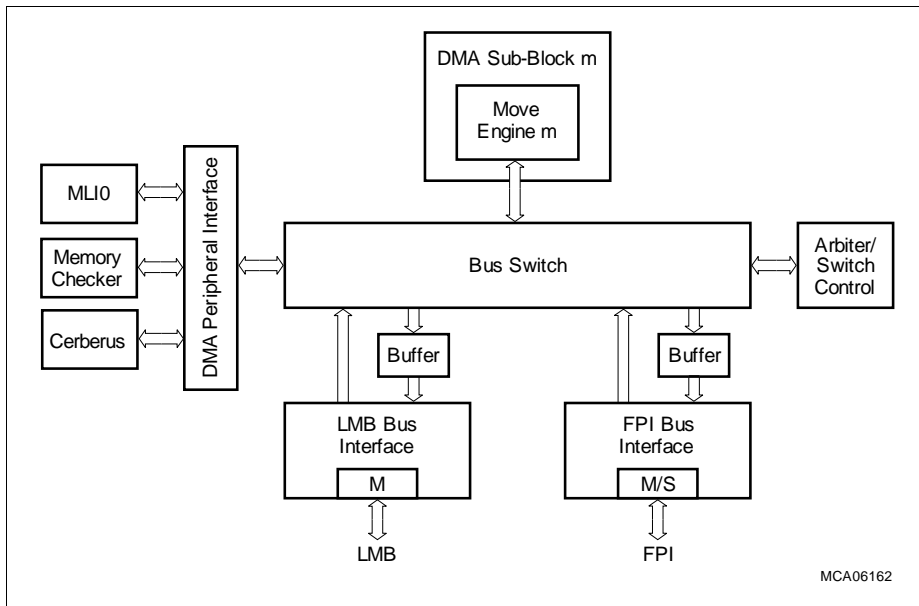 DMA Sub-Block m
Move
Engine m
MLI0
Memory
Checker
Cerberus
DMA Peripheral Interface
Bus Switch
Arbiter/
Switch
Control
Buffer
Buffer
LMB Bus
Interface
M
LMB
FPI Bus
Interface
M/S
FPI
MCA06162